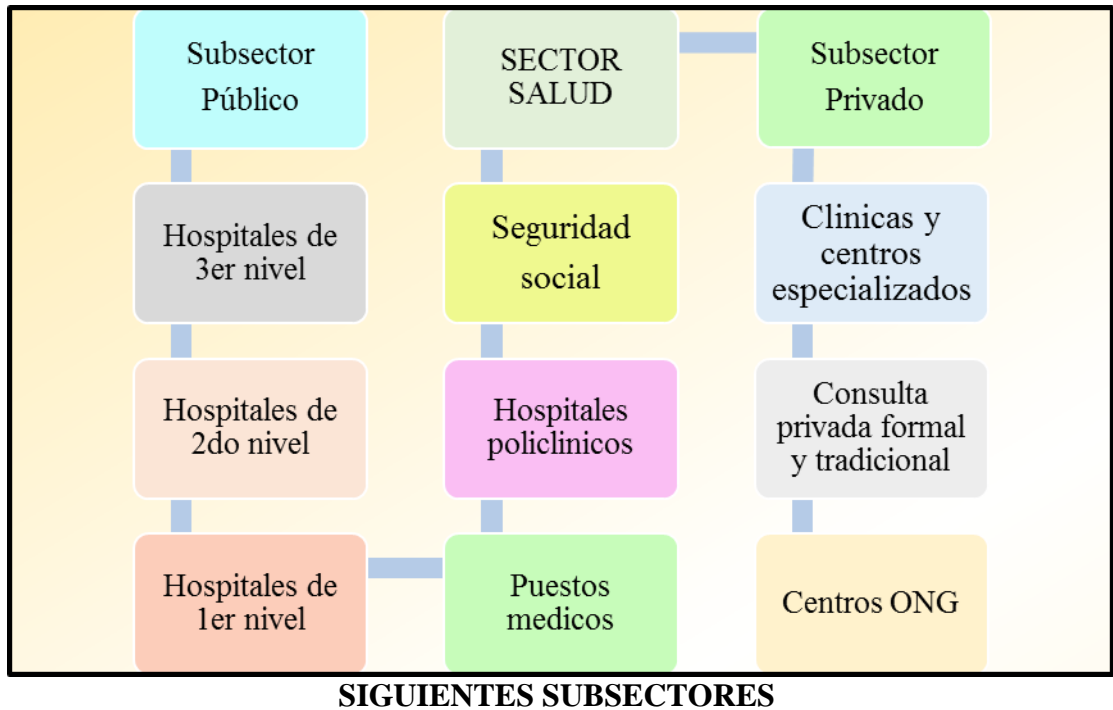 Subsector
Público
Hospitales de
3er nivel
Hospitales de
2do nivel
Hospitales de
1er nivel
SECTOR
SALUD
Seguridad
social
Hospitales
policlinicos
Puestos
medicos
Subsector
Privado
Clinicas y
centros
especializados
Consulta
privada formal
y tradicional
Centros ONG
SIGUIENTES SUBSECTORES